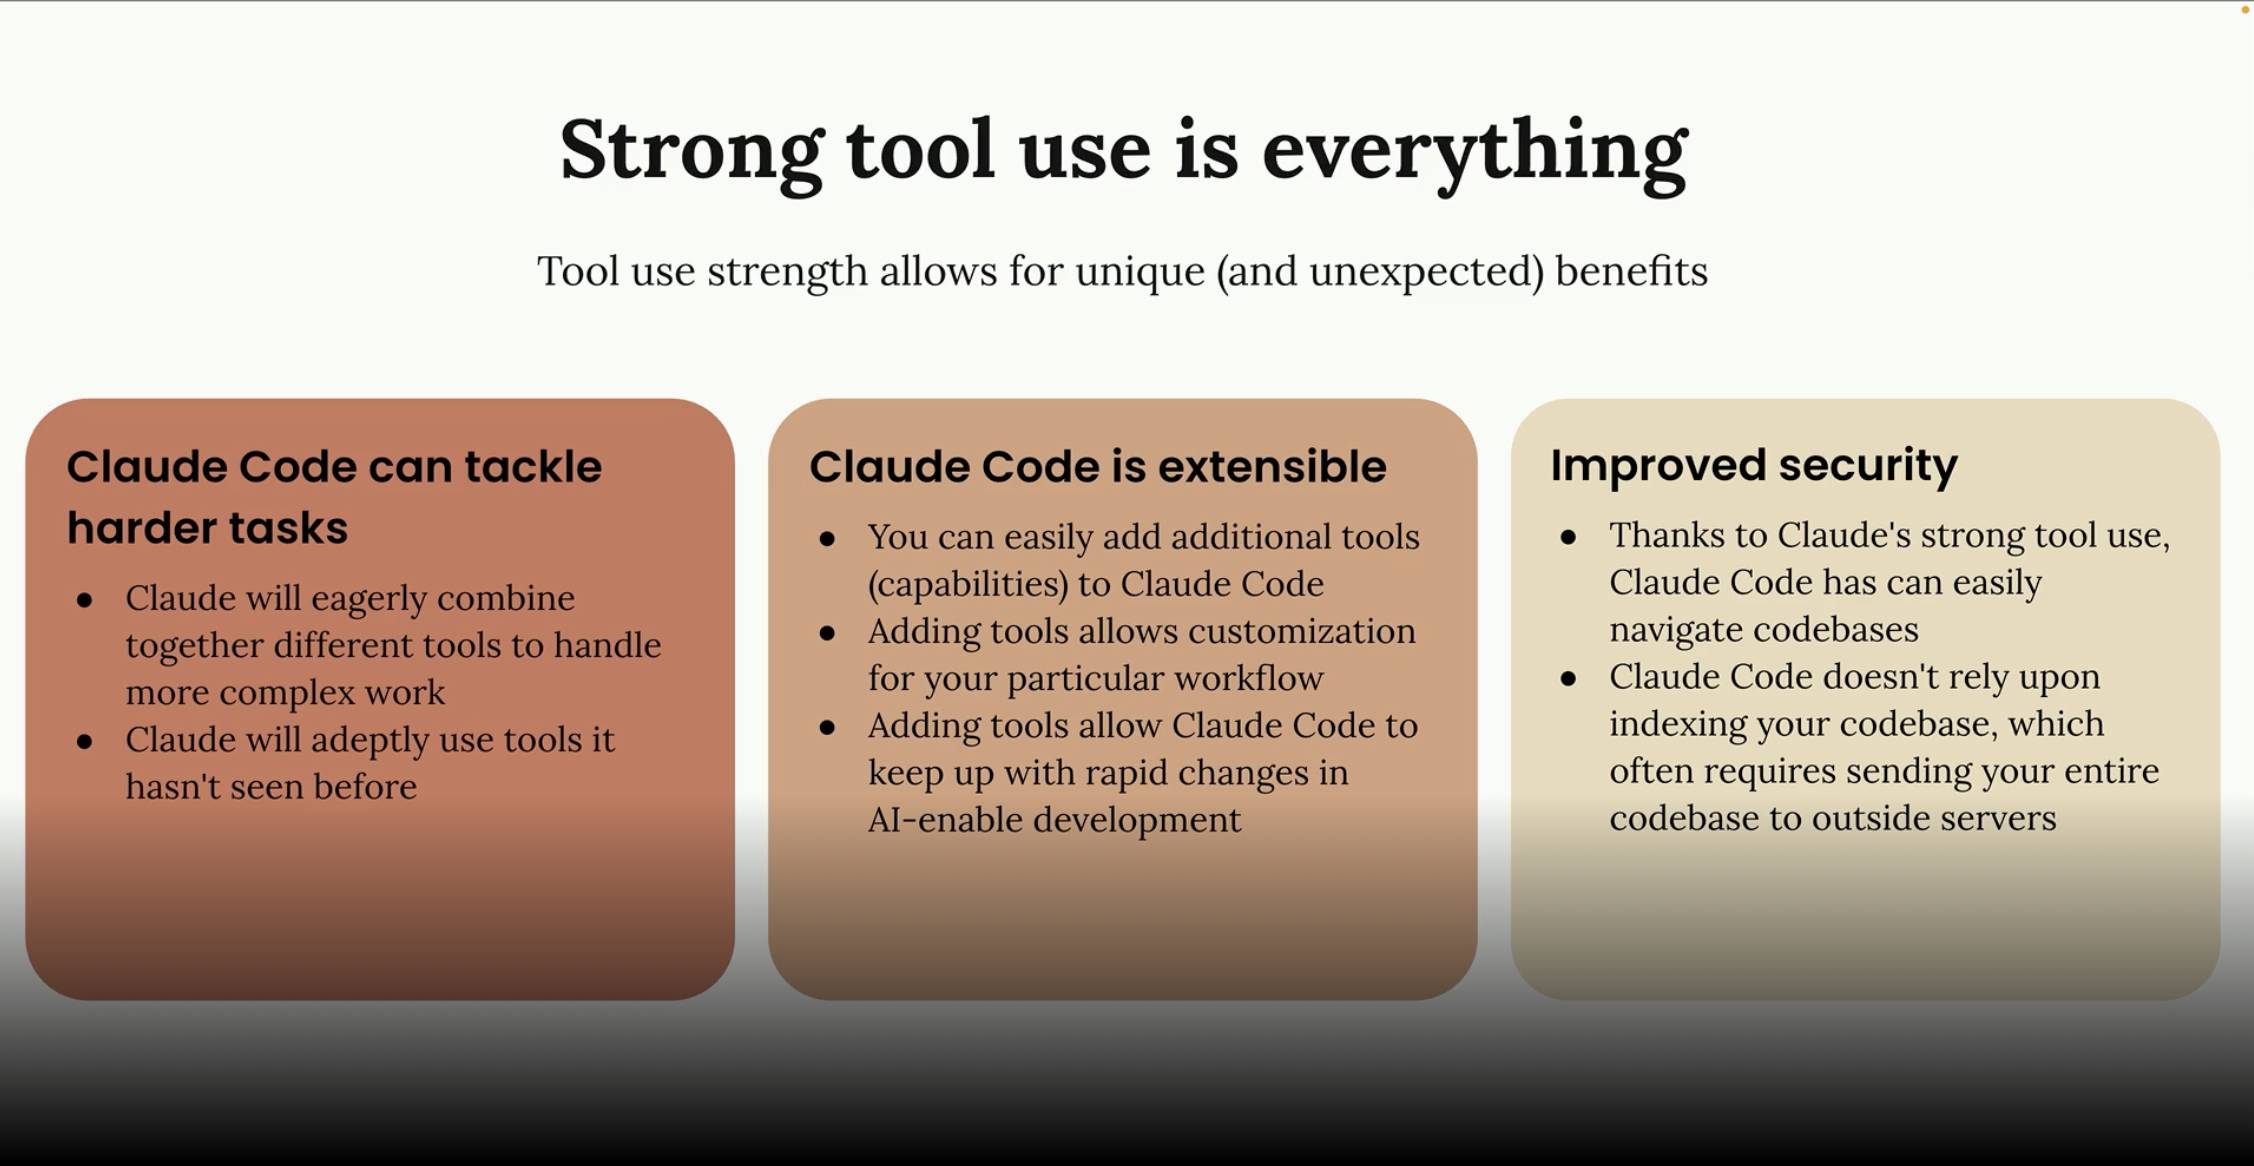 Strong tool use is everything
Tool use strength allows for unique (and unexpected) benefits
Claude Code can tackle
harder tasks
● Claude will eagerly combine
together different tools to handle
more complex work
● Claude will adeptly use tools it
hasn't seen before
Claude Code is extensible
● You can easily add additional tools
(capabilities) to Claude Code
● Adding tools allows customization
for your particular workflow
● Adding tools allow Claude Code to
keep up with rapid changes in
AI-enable development
Improved security
● Thanks to Claude's strong tool use,
Claude Code has can easily
navigate codebases
● Claude Code doesn't rely upon
indexing your codebase, which
often requires sending your entire
codebase to outside servers